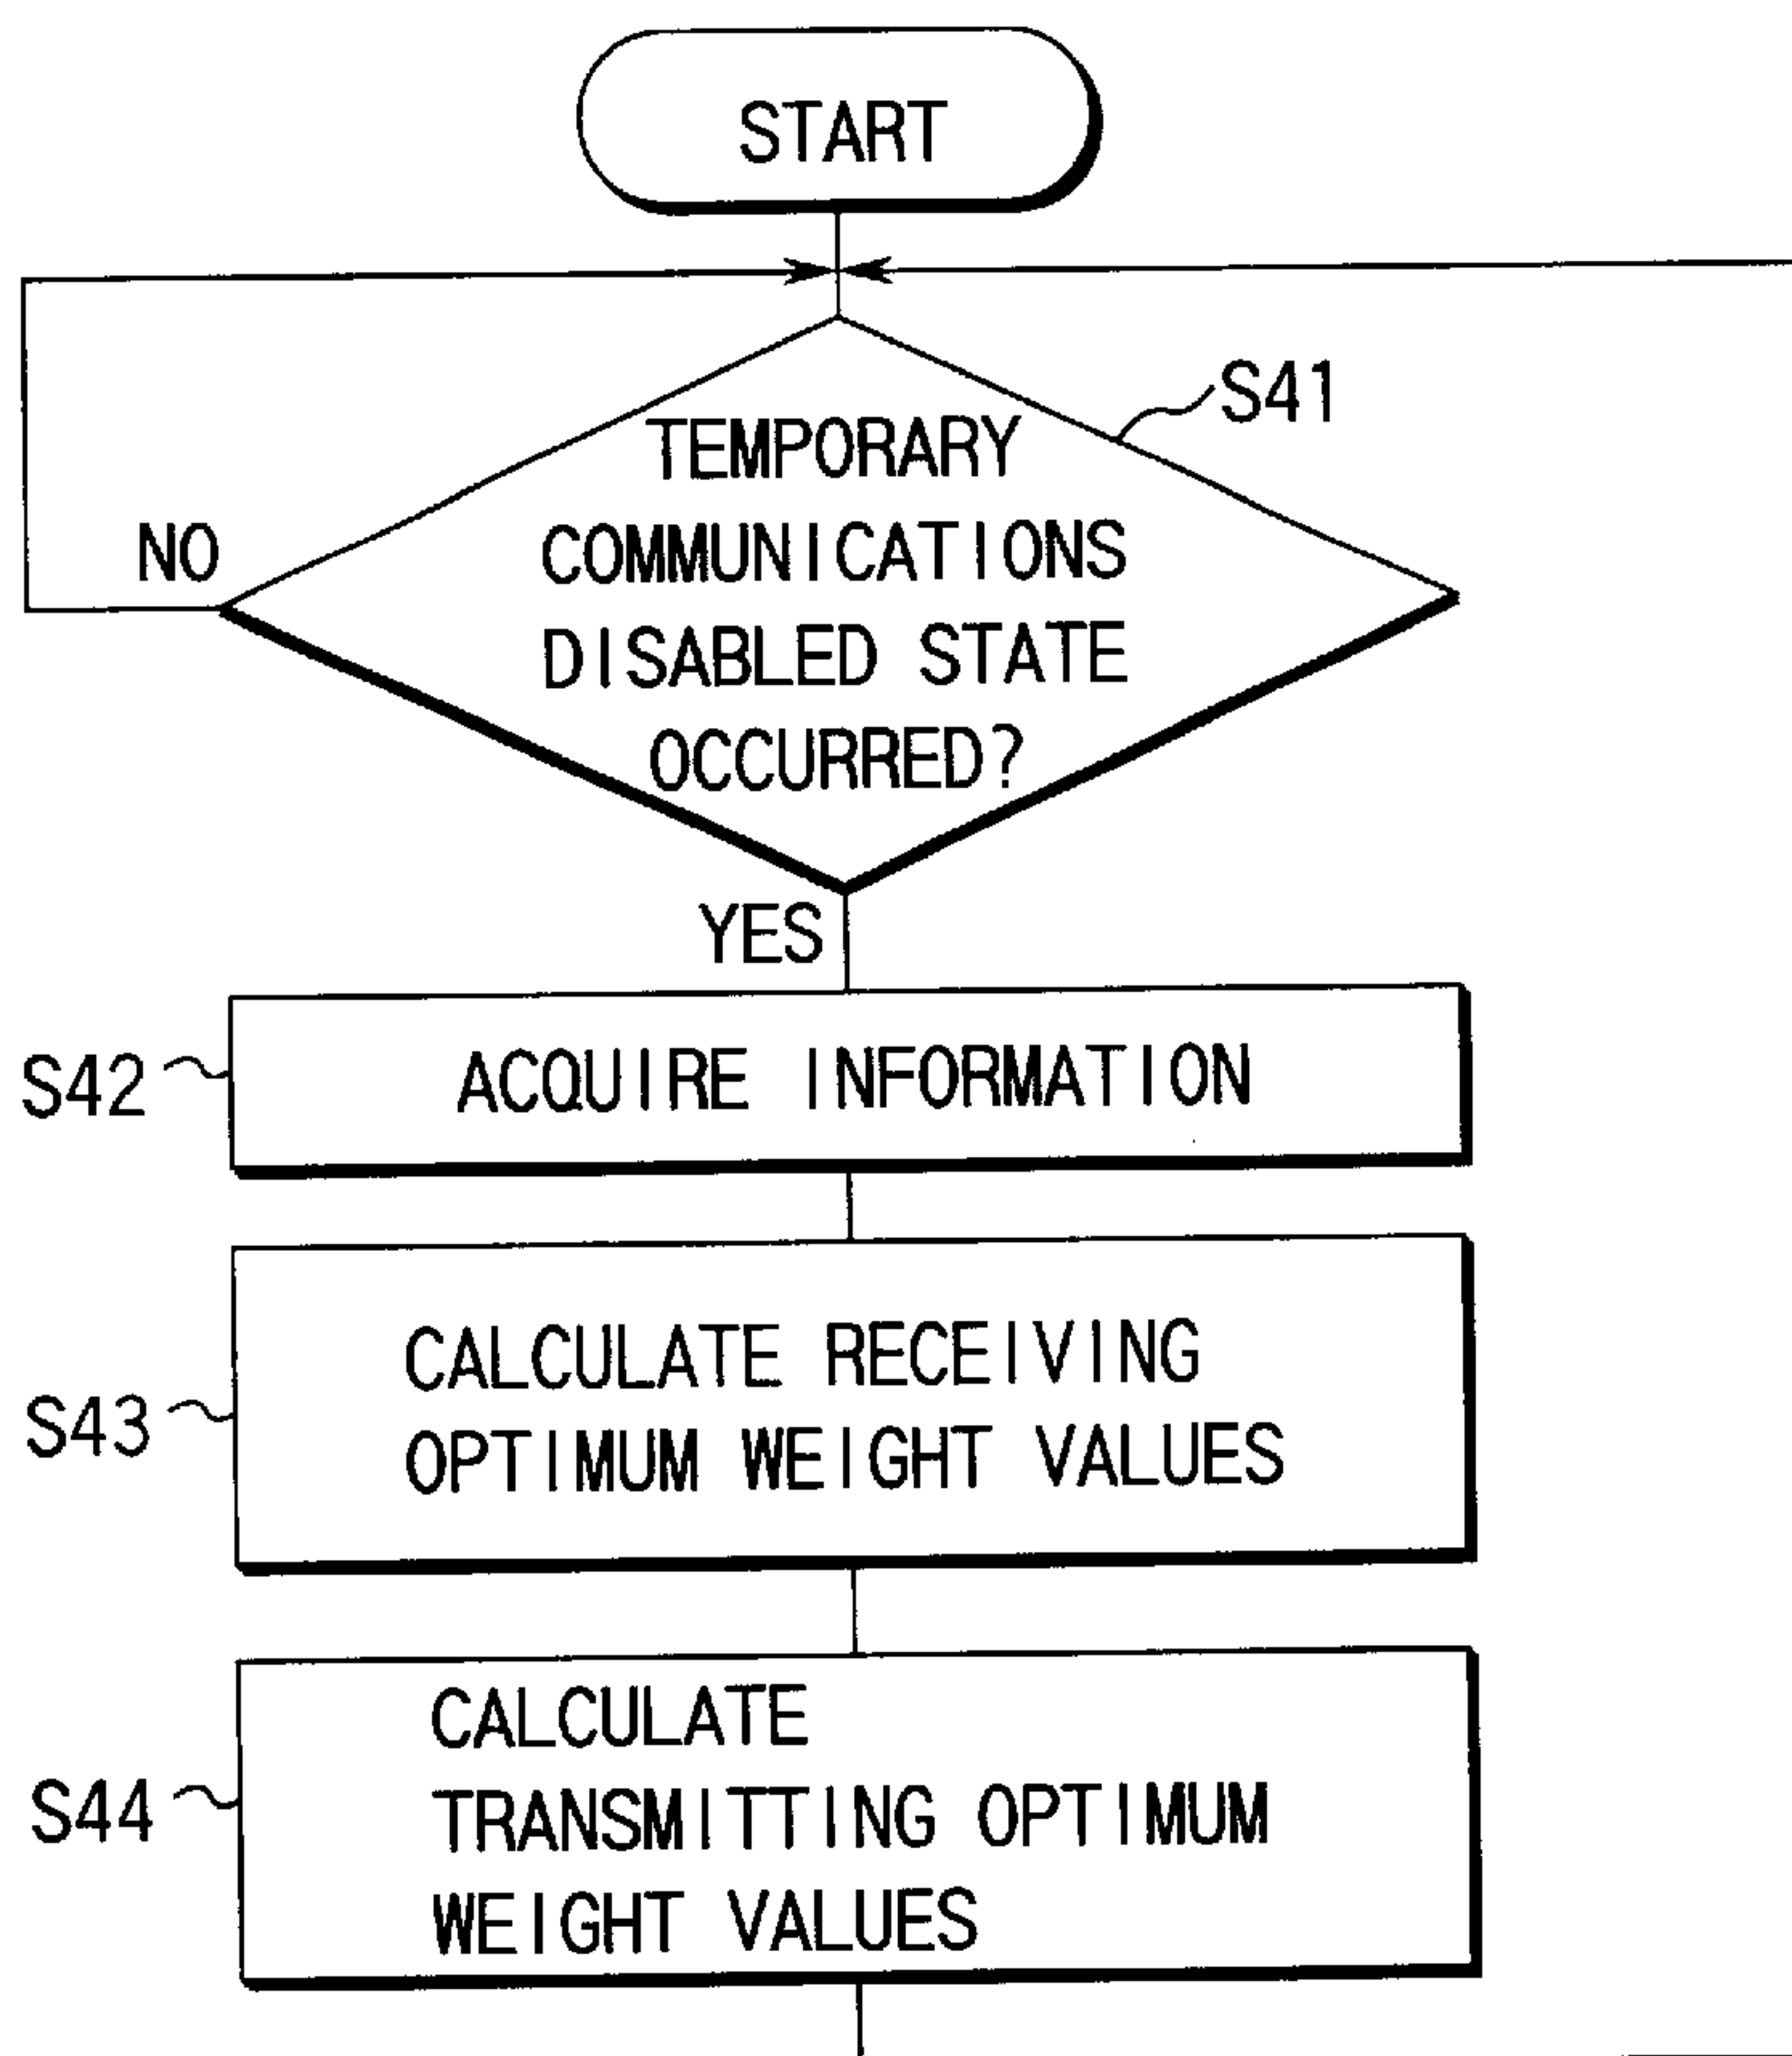 START
S41
TEMPORARY
COMMUNICATIONS
DISABLED STATE
OCCURRED?
NO
YES
S42
ACQUIRE INFORMATION
S43
CALCULATE RECEIVING
OPTIMUM WEIGHT VALUES
S44
CALCULATE
TRANSMITTING OPTIMUM
WEIGHT VALUES